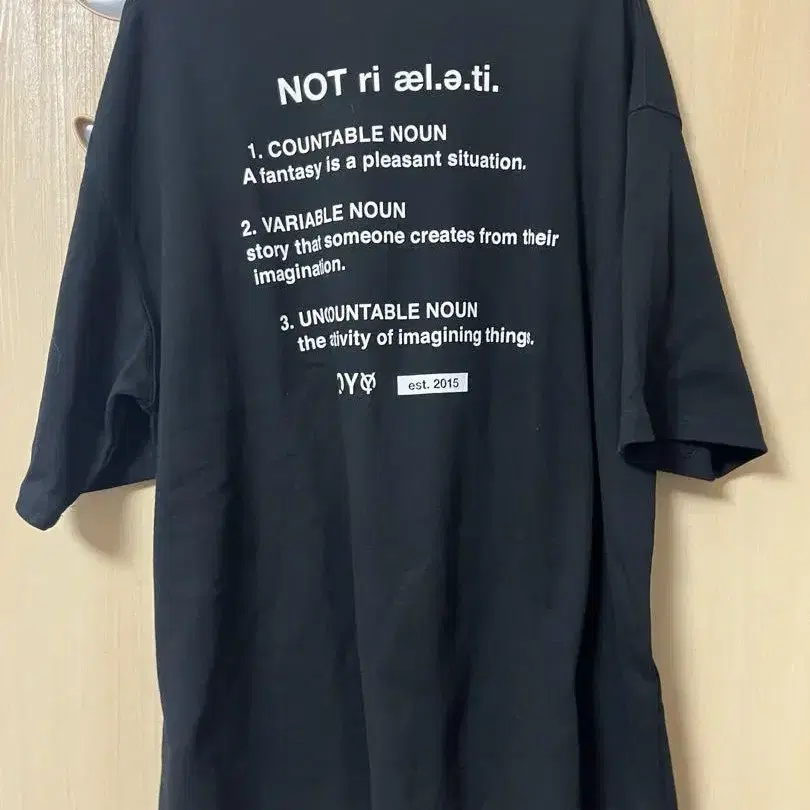 NOT ri æl.ə.ti.
1. COUNTABLE NOUN
A fantasy is a pleasant situation.
2. VARIABLE NOUN
story that someone creates from their
imagination.
3. UNCOUNTABLE NOUN
the ativity of imagining things.
est. 2015